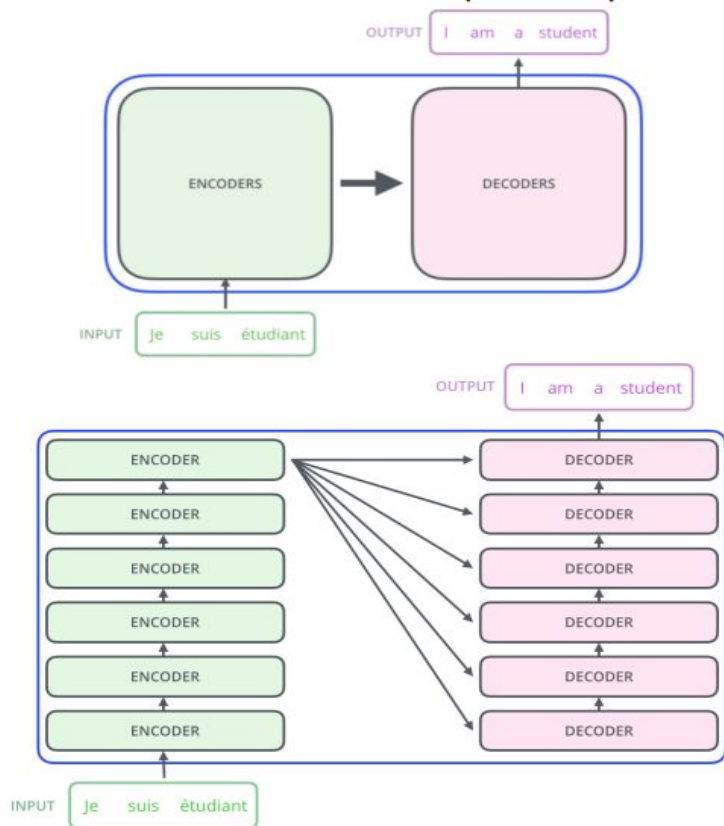 OUTPUT I am a student
ENCODERS DECODERS
INPUT Je suis étudiant
OUTPUT I am a student
ENCODER DECODER
ENCODER DECODER
ENCODER DECODER
ENCODER DECODER
ENCODER DECODER
ENCODER DECODER
INPUT Je suis étudiant